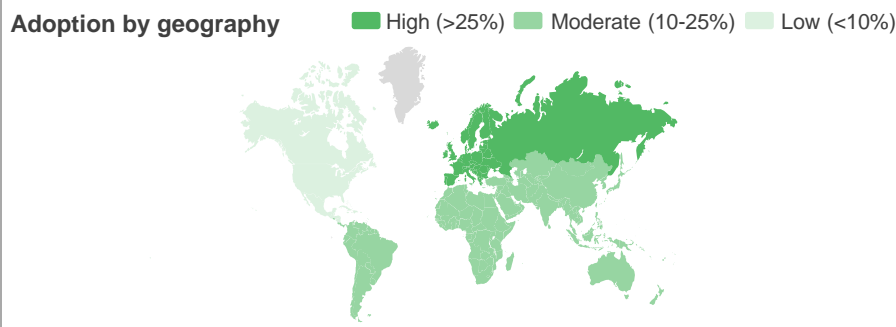 Adoption by geography
High (>25%) Moderate (10-25%) Low (<10%)